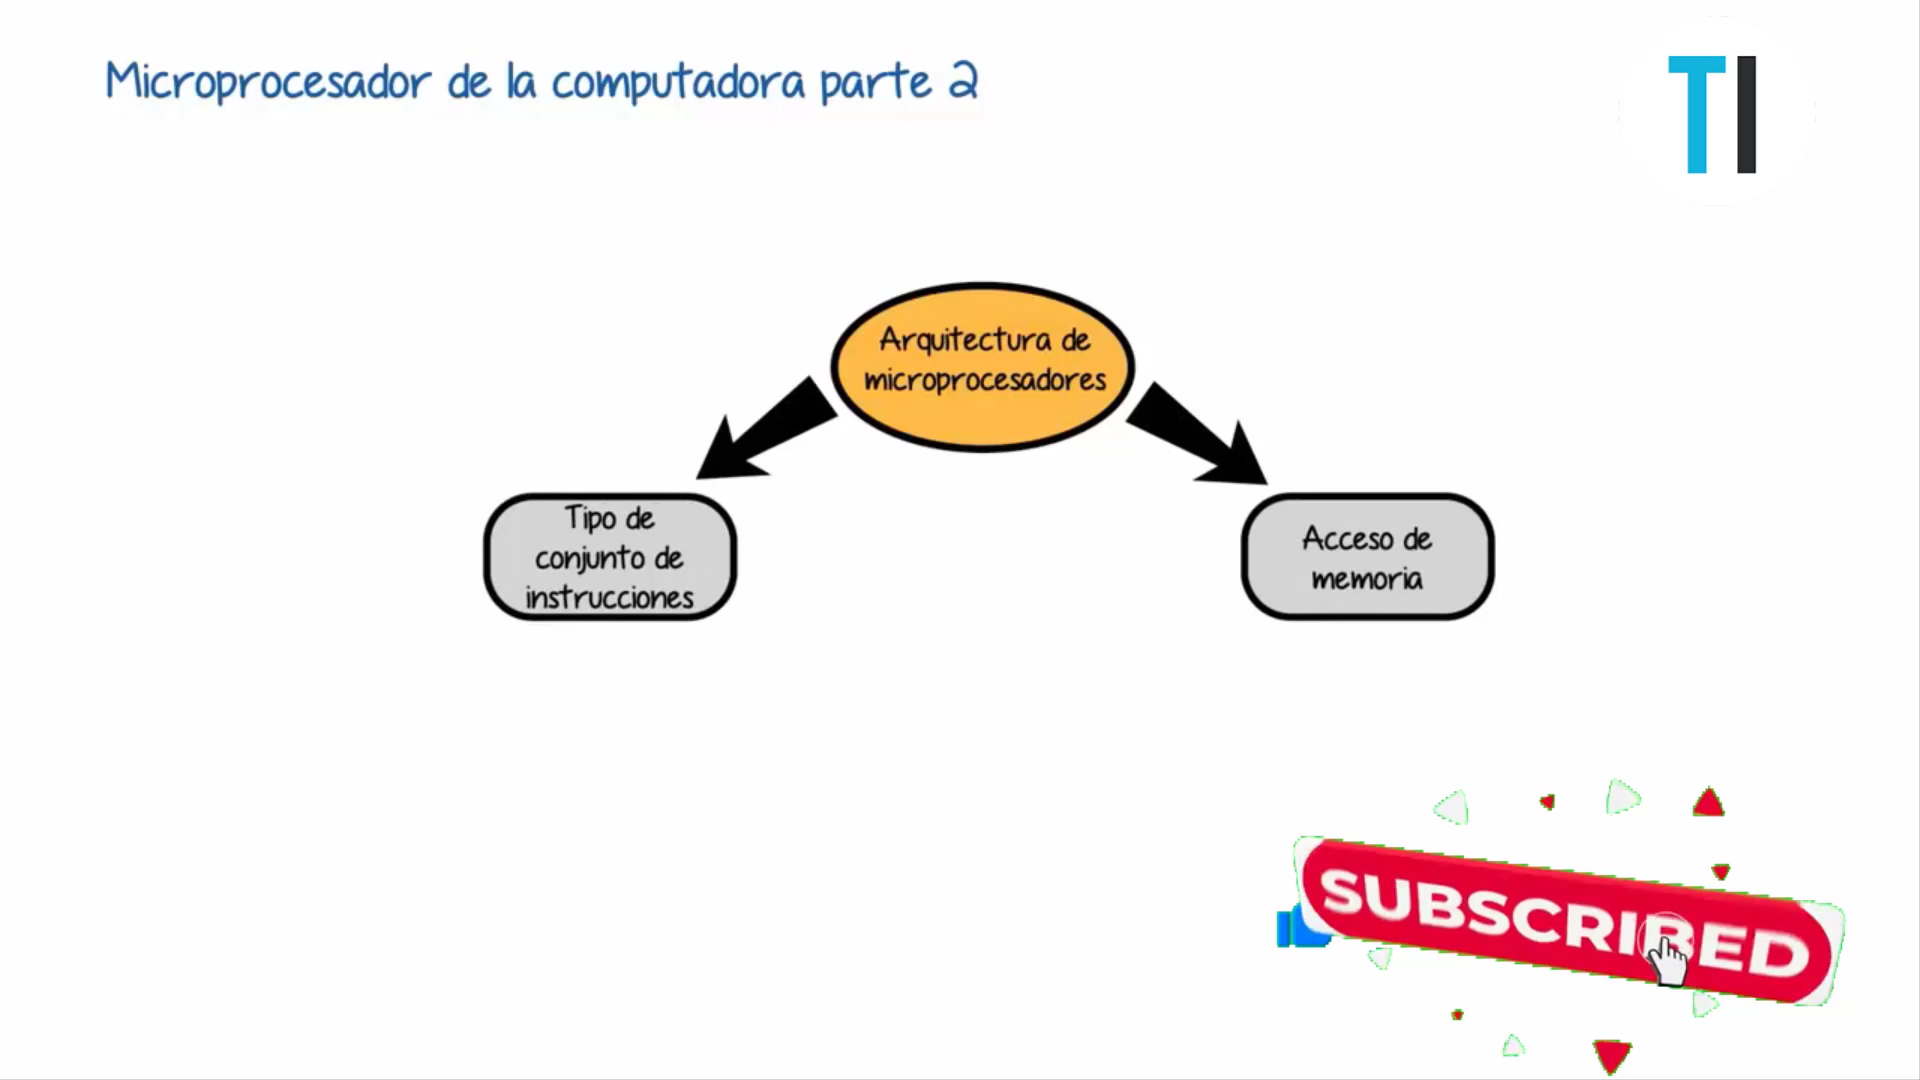 Microprocesador de la computadora parte 2
TI
Arquitectura de
microprocesadores
Tipo de
conjunto de
instrucciones
Acceso de
memoria
SUBSCRIBED